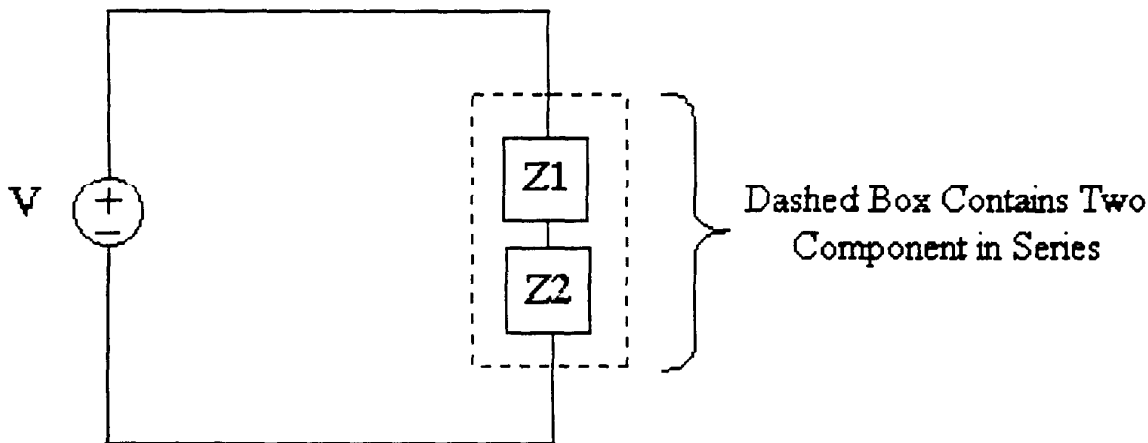 Z1
V
+
−
Dashed Box Contains Two
Component in Series
Z2